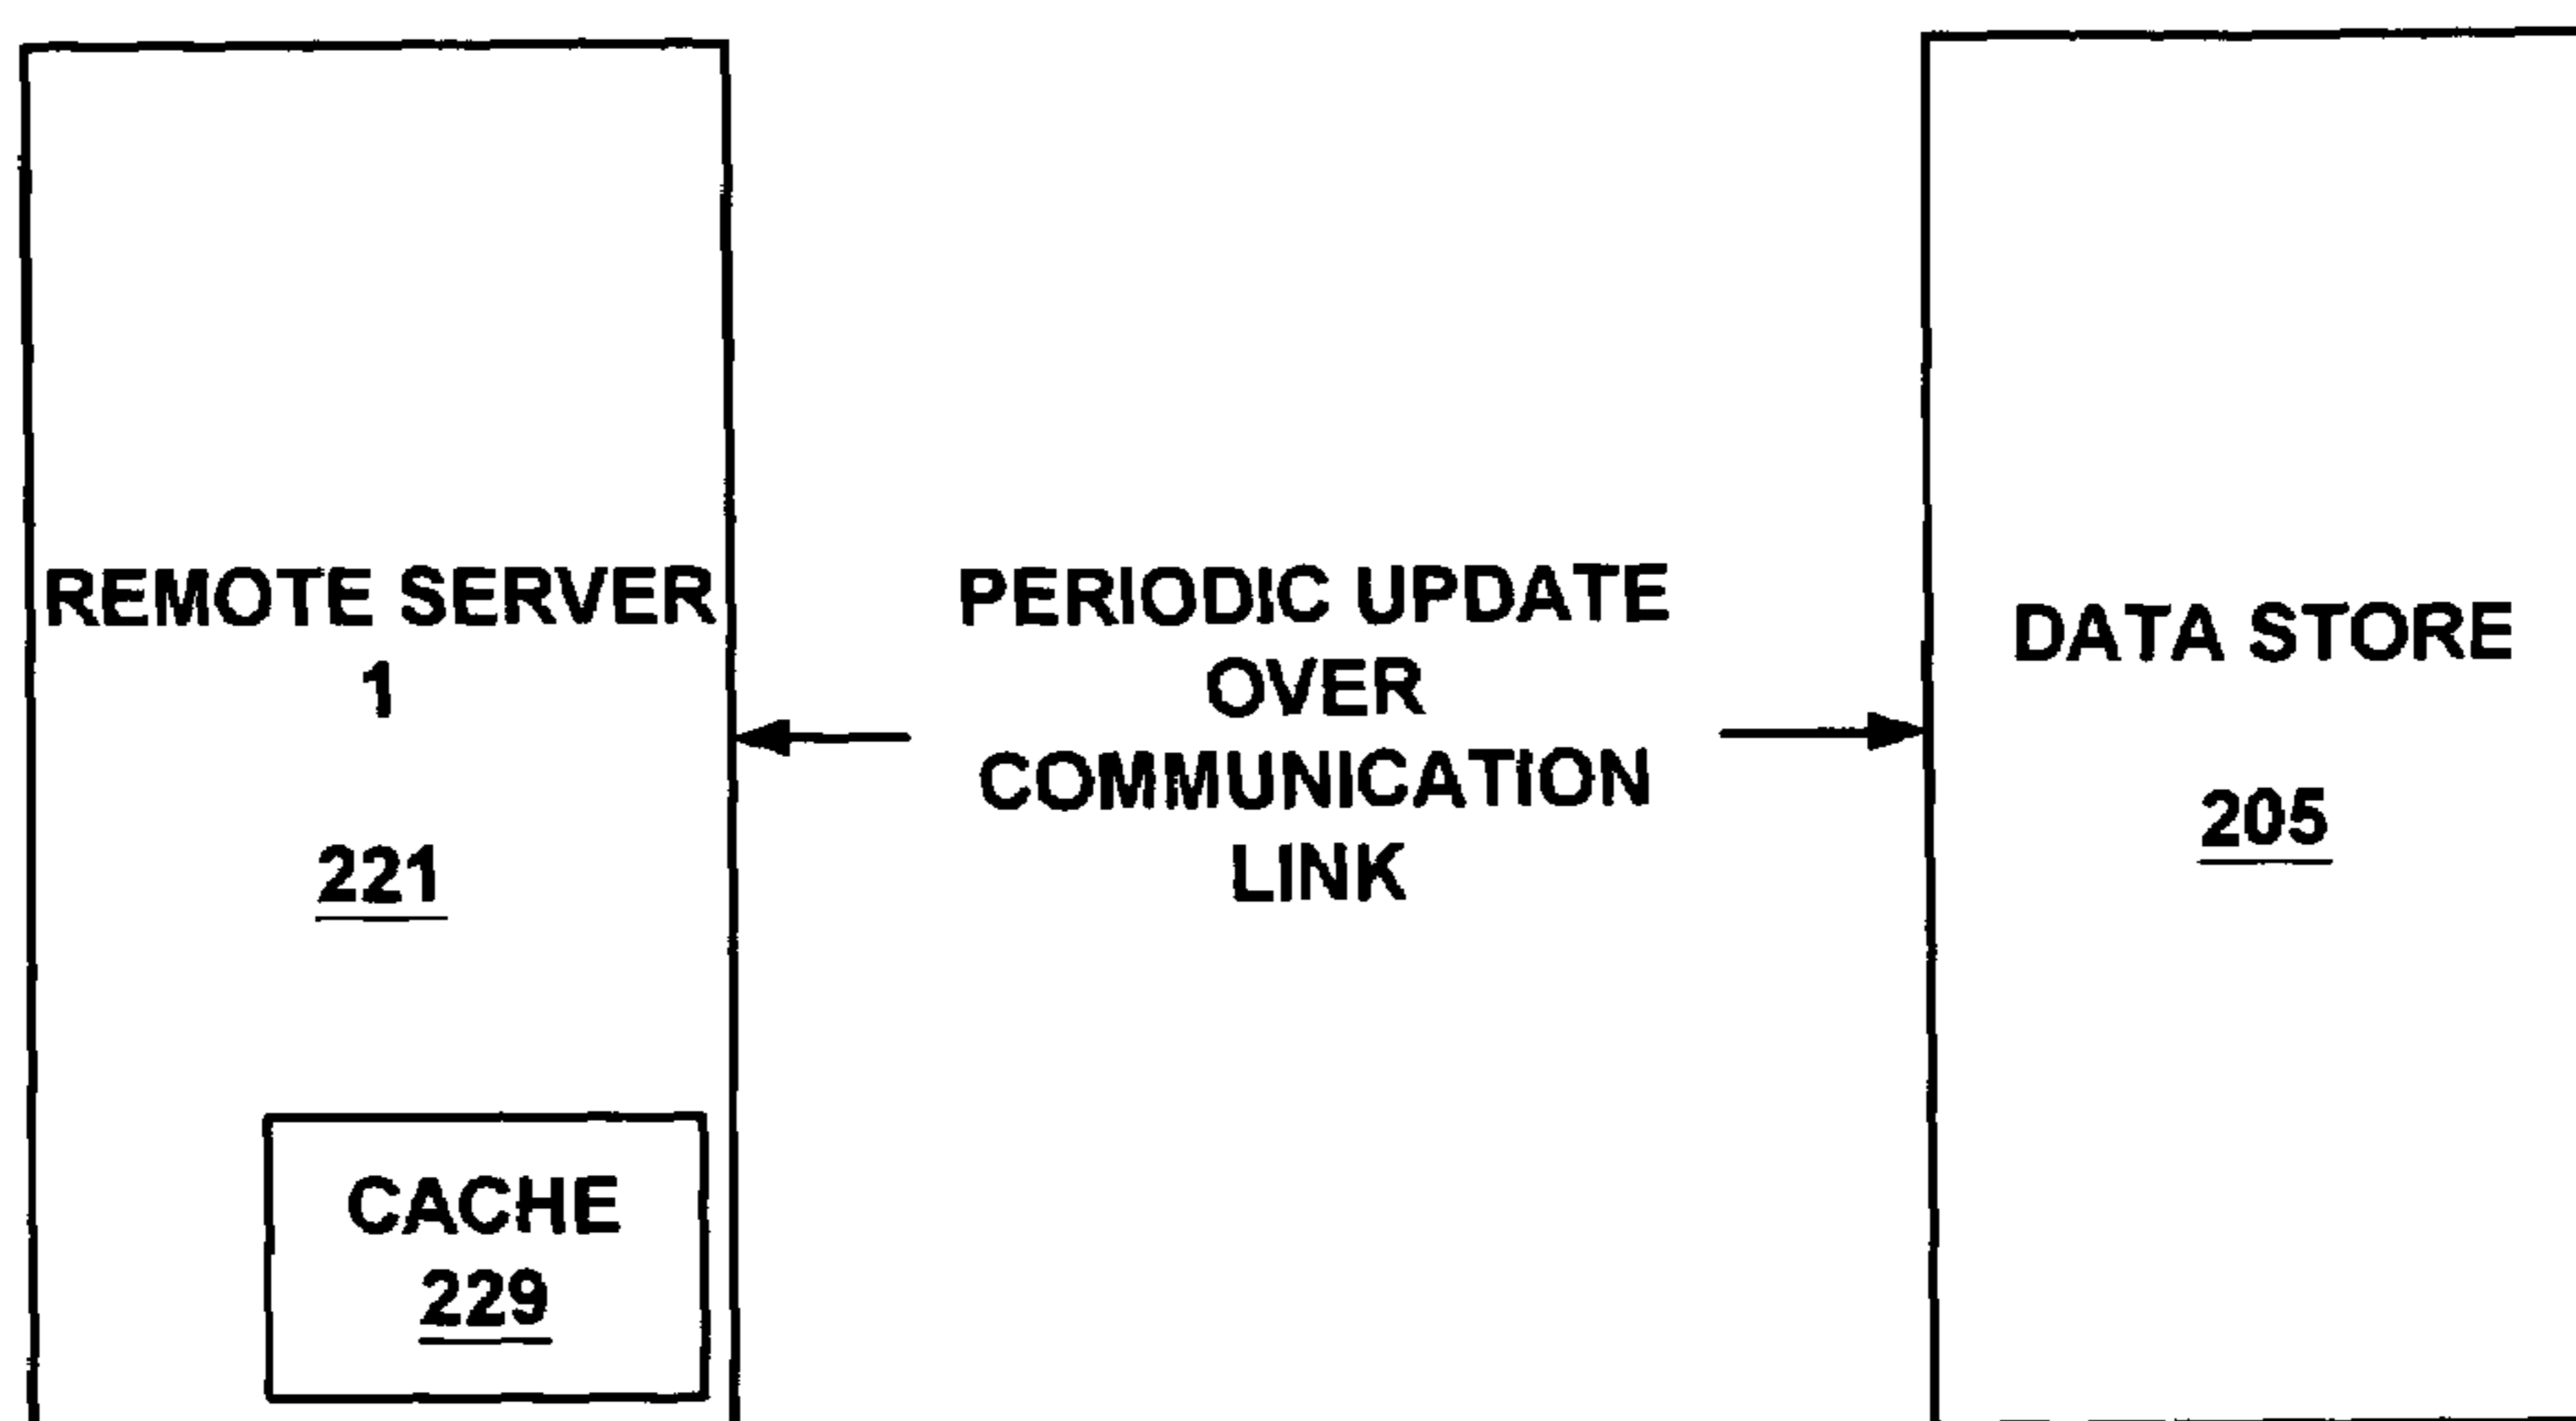 REMOTE SERVER
1
221
CACHE
229
PERIODIC UPDATE
OVER
COMMUNICATION
LINK
DATA STORE
205